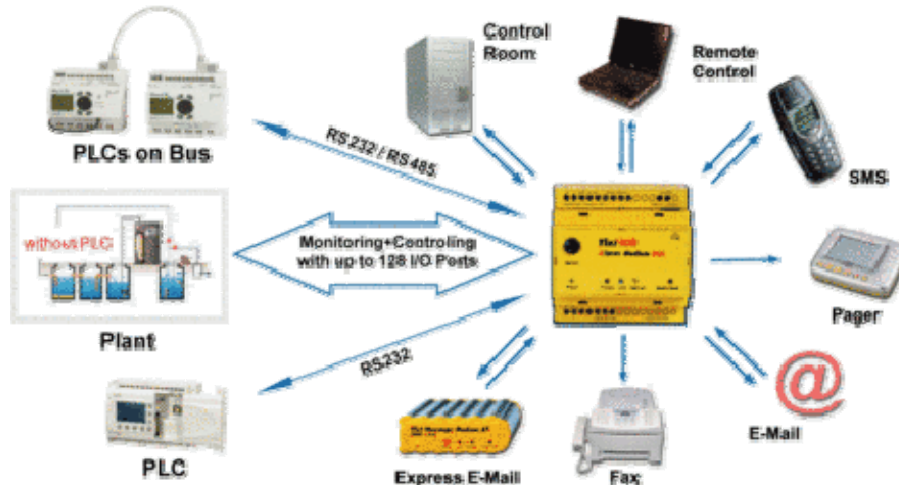 Control
Room
Remote
Control
PLCs on Bus
RS232 / RS485
SMS
without PLC!
Monitoring+Controling
with up to 128 I/O Ports
Plant
Pager
RS232
PLC
Express E-Mail
Fax
@
E-Mail